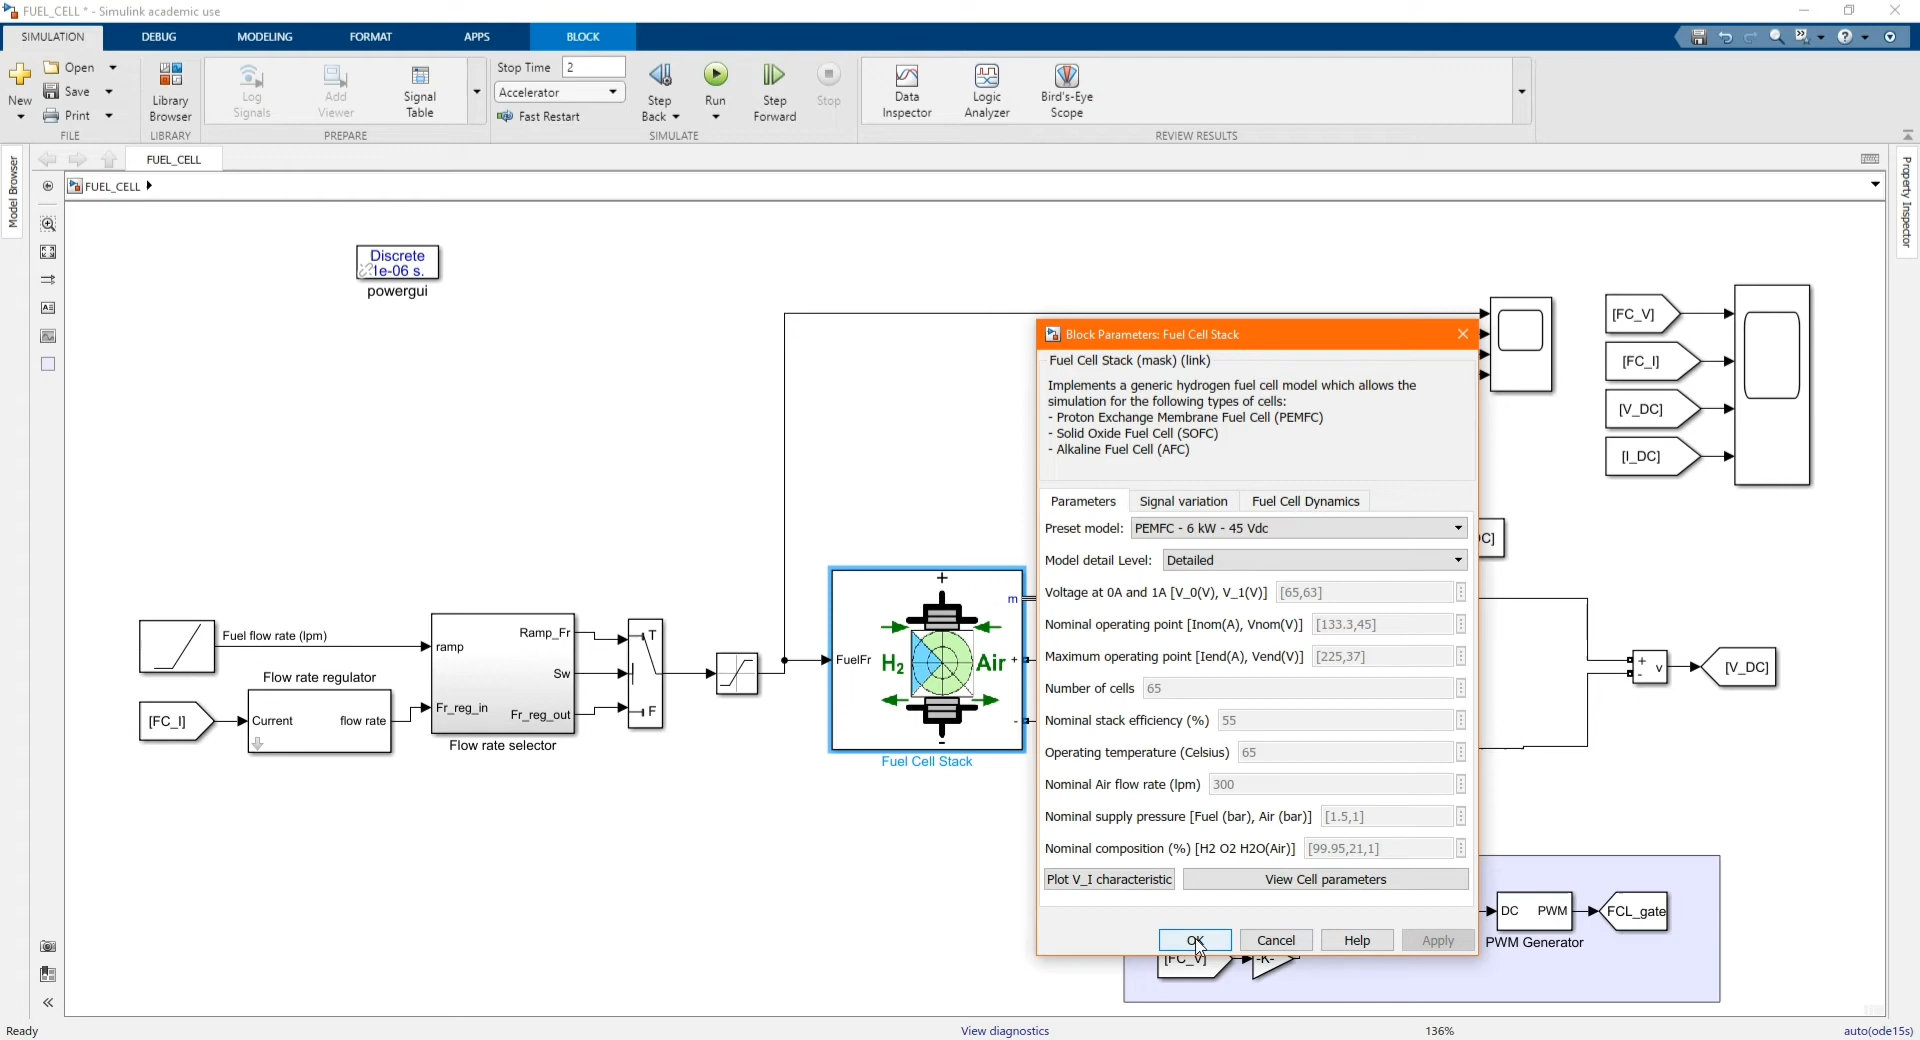 FUEL_CELL * - Simulink academic use
SIMULATION
DEBUG
MODELING
FORMAT
APPS
BLOCK
New
Open
Save
Print
FILE
Library
Browser
LIBRARY
Log
Signals
Add
Viewer
Signal
Table
PREPARE
Stop Time 2
Accelerator
Fast Restart
Step
Back
Run
Step
Forward
Stop
SIMULATE
Data
Inspector
Logic
Analyzer
Bird's-Eye
Scope
REVIEW RESULTS
Model Browser
FUEL_CELL
FUEL_CELL
Property Inspector
Discrete
1e-06 s.
powergui
Fuel flow rate (lpm)
Flow rate regulator
[FC_I]
Current
flow rate
ramp
Fr_reg_in
Ramp_Fr
Sw
Fr_reg_out
Flow rate selector
T
F
FuelFr
H2
Air
+
m
+
-
-
Fuel Cell Stack
Block Parameters: Fuel Cell Stack
Fuel Cell Stack (mask) (link)
Implements a generic hydrogen fuel cell model which allows the
simulation for the following types of cells:
- Proton Exchange Membrane Fuel Cell (PEMFC)
- Solid Oxide Fuel Cell (SOFC)
- Alkaline Fuel Cell (AFC)
Parameters
Signal variation
Fuel Cell Dynamics
Preset model: PEMFC - 6 kW - 45 Vdc
Model detail Level: Detailed
Voltage at 0A and 1A [V_0(V), V_1(V)] [65,63]
Nominal operating point [Inom(A), Vnom(V)] [133.3,45]
Maximum operating point [Iend(A), Vend(V)] [225,37]
Number of cells 65
Nominal stack efficiency (%) 55
Operating temperature (Celsius) 65
Nominal Air flow rate (lpm) 300
Nominal supply pressure [Fuel (bar), Air (bar)] [1.5,1]
Nominal composition (%) [H2 O2 H2O(Air)] [99.95,21,1]
Plot V_I characteristic
View Cell parameters
OK
Cancel
Help
Apply
[FC_V]
[FC_I]
[V_DC]
[I_DC]
C]
+
-
v
[V_DC]
DC
PWM
FCL_gate
PWM Generator
[FC_V]
-K-
Ready
View diagnostics
136%
auto(ode15s)